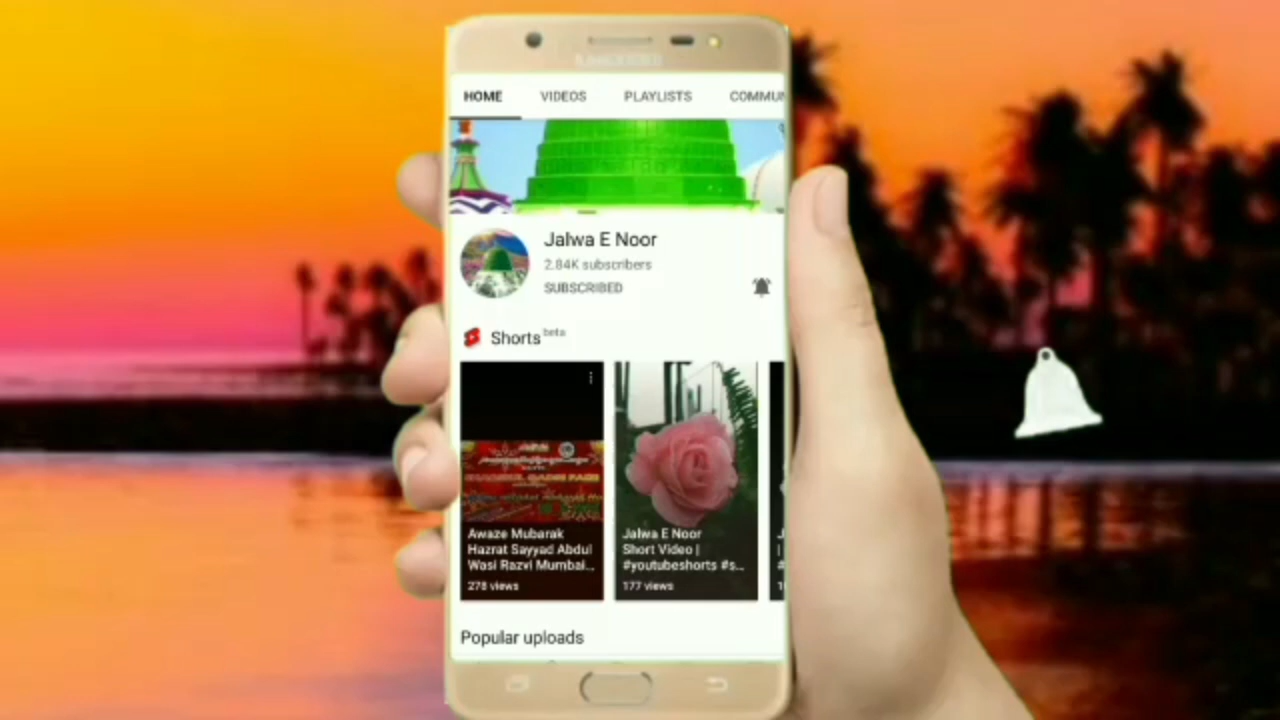 HOME VIDEOS PLAYLISTS COMMUN
Jalwa E Noor
2.84K subscribers
SUBSCRIBED
Shorts beta
Awaze Mubarak
Hazrat Sayyad Abdul
Wasi Razvi Mumbai...
278 views
Jalwa E Noor
Short Video |
#youtubeshorts #s...
177 views
Popular uploads